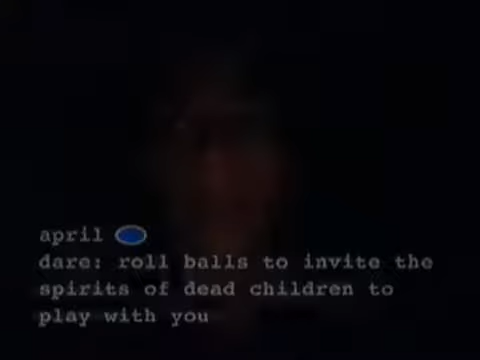 april
dare: roll balls to invite the
spirits of dead children to
play with you